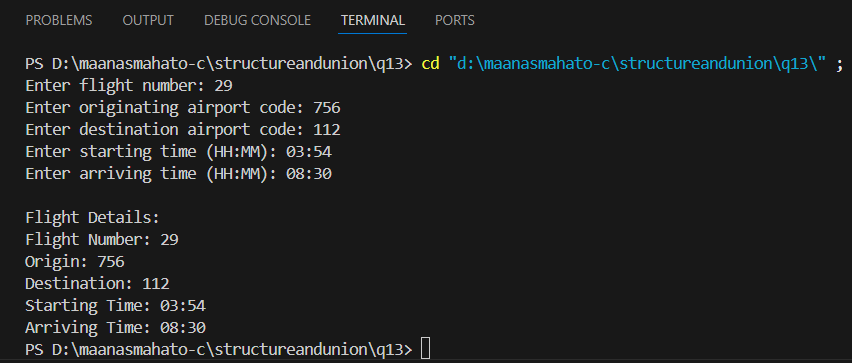 PROBLEMS OUTPUT DEBUG CONSOLE TERMINAL PORTS
PS D:\maanasmahato-c\structureandunion\q13> cd "d:\maanasmahato-c\structureandunion\q13\" ;
Enter flight number: 29
Enter originating airport code: 756
Enter destination airport code: 112
Enter starting time (HH:MM): 03:54
Enter arriving time (HH:MM): 08:30
Flight Details:
Flight Number: 29
Origin: 756
Destination: 112
Starting Time: 03:54
Arriving Time: 08:30
PS D:\maanasmahato-c\structureandunion\q13>